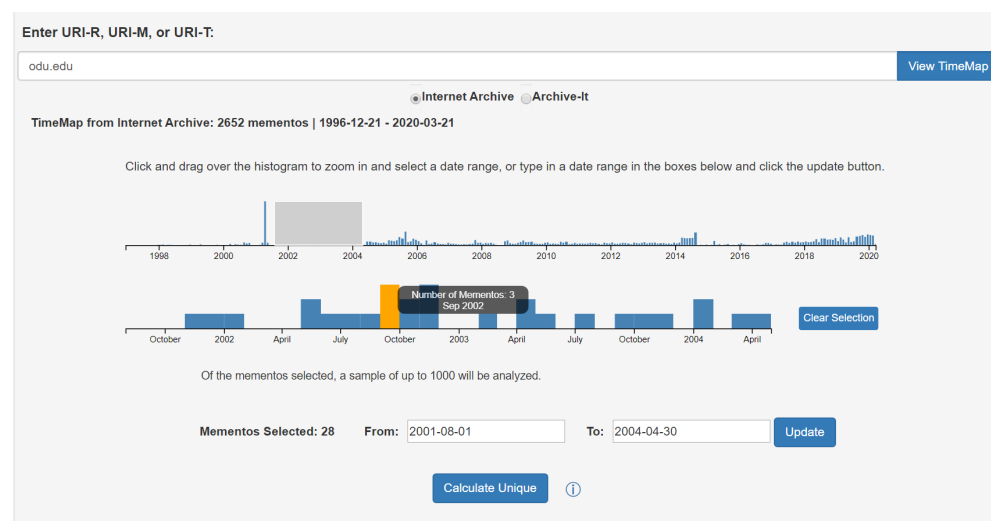 Enter URI-R, URI-M, or URI-T:
odu.edu View TimeMap
Internet Archive Archive-It
TimeMap from Internet Archive: 2652 mementos | 1996-12-21 - 2020-03-21
Click and drag over the histogram to zoom in and select a date range, or type in a date range in the boxes below and click the update button.
1998 2000 2002 2004 2006 2008 2010 2012 2014 2016 2018 2020
Number of Mementos: 3
Sep 2002
Clear Selection
October 2002 April July October 2003 April July October 2004 April
Of the mementos selected, a sample of up to 1000 will be analyzed.
Mementos Selected: 28 From: 2001-08-01 To: 2004-04-30 Update
Calculate Unique